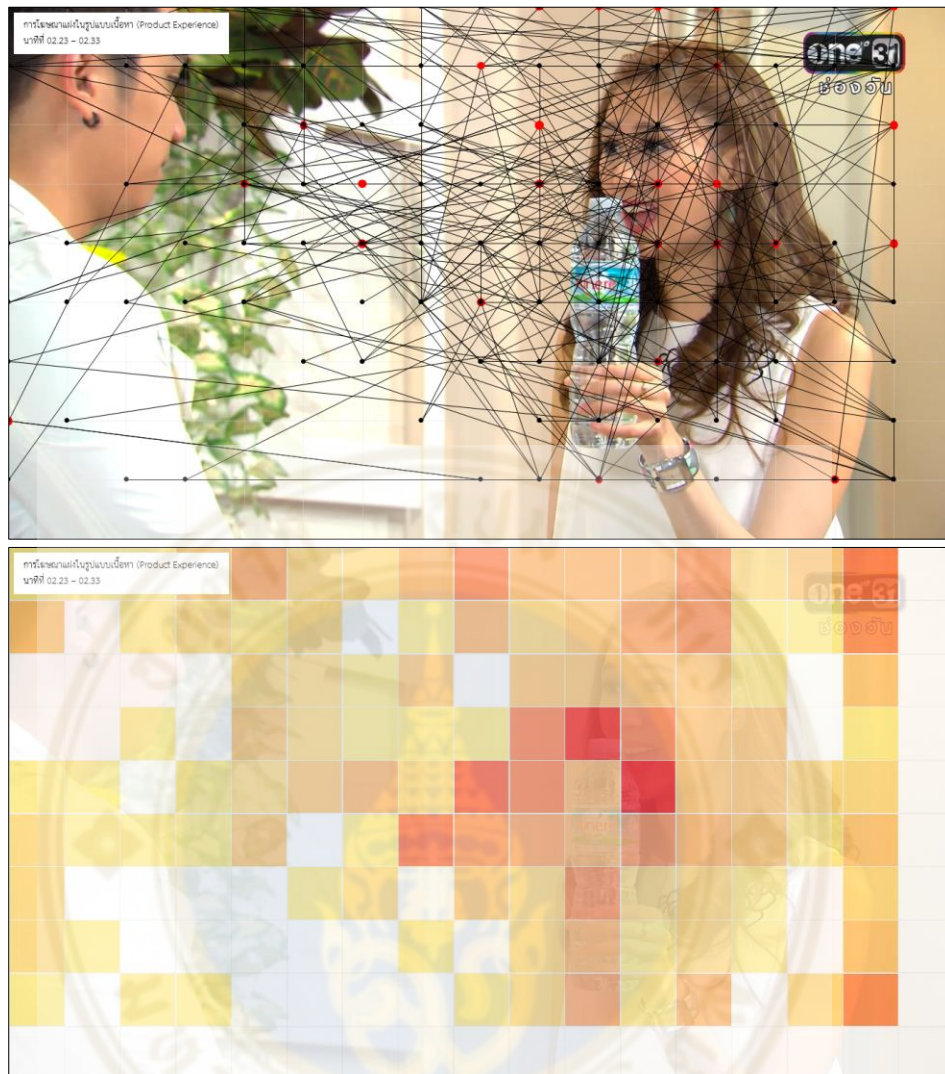 การโฆษณาแฝงในรูปแบบเนื้อหา (Product Experience)
นาทีที่ 02.23 – 02.33
one 31
ช่องวัน
การโฆษณาแฝงในรูปแบบเนื้อหา (Product Experience)
นาทีที่ 02.23 – 02.33
one 31
ช่องวัน